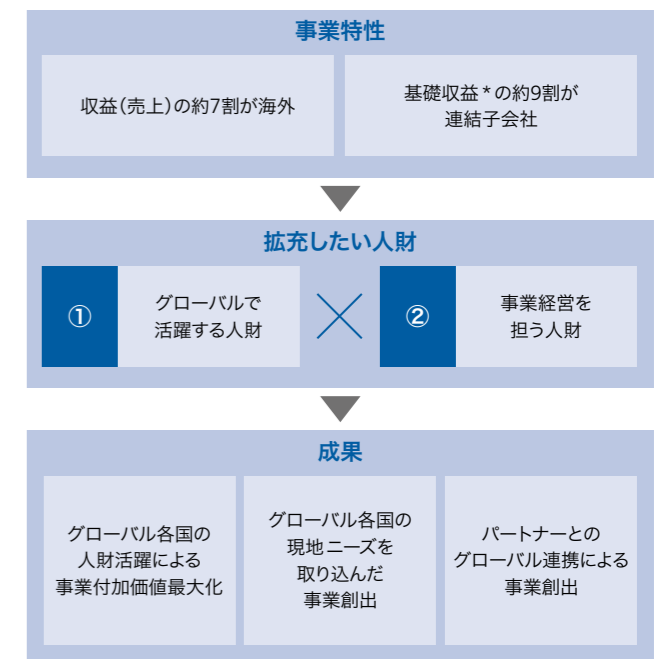 事業特性
収益（売上）の約7割が海外
基礎収益*の約9割が
連結子会社
拡充したい人財
①
グローバルで
活躍する人財
②
事業経営を
担う人財
成果
グローバル各国の
人財活躍による
事業付加価値最大化
グローバル各国の
現地ニーズを
取り込んだ
事業創出
パートナーとの
グローバル連携による
事業創出